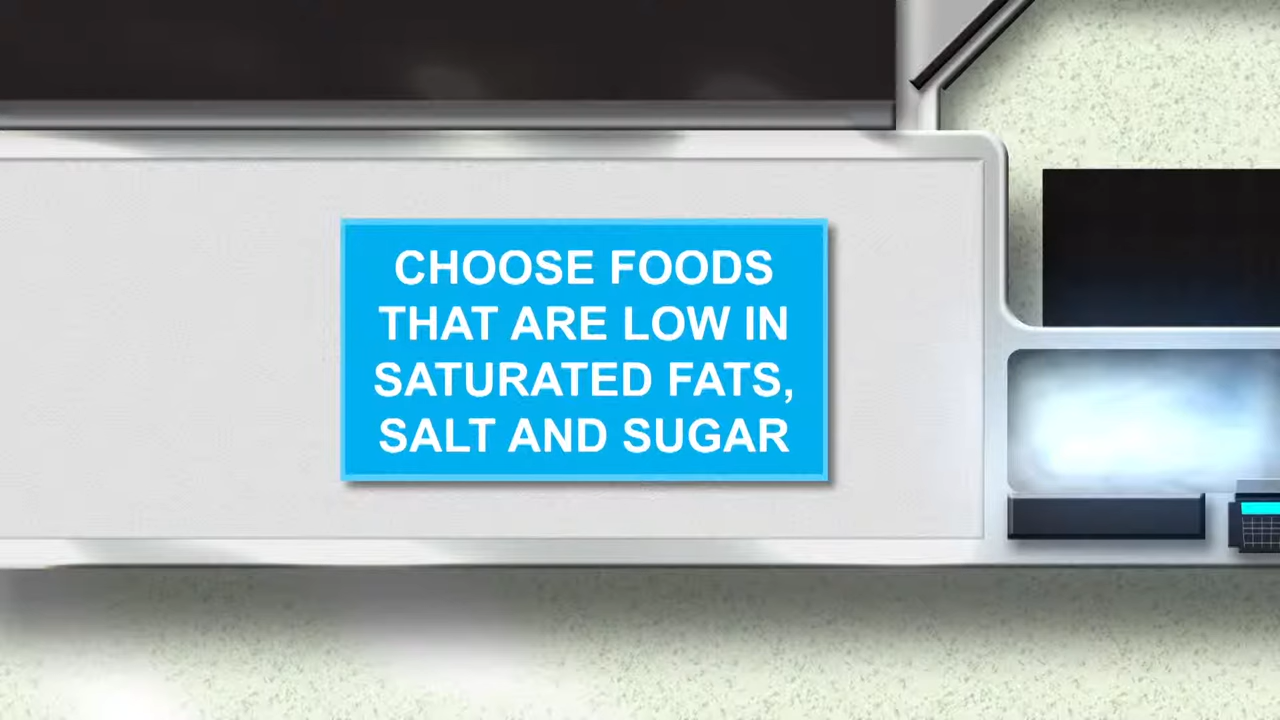 CHOOSE FOODS
THAT ARE LOW IN
SATURATED FATS,
SALT AND SUGAR